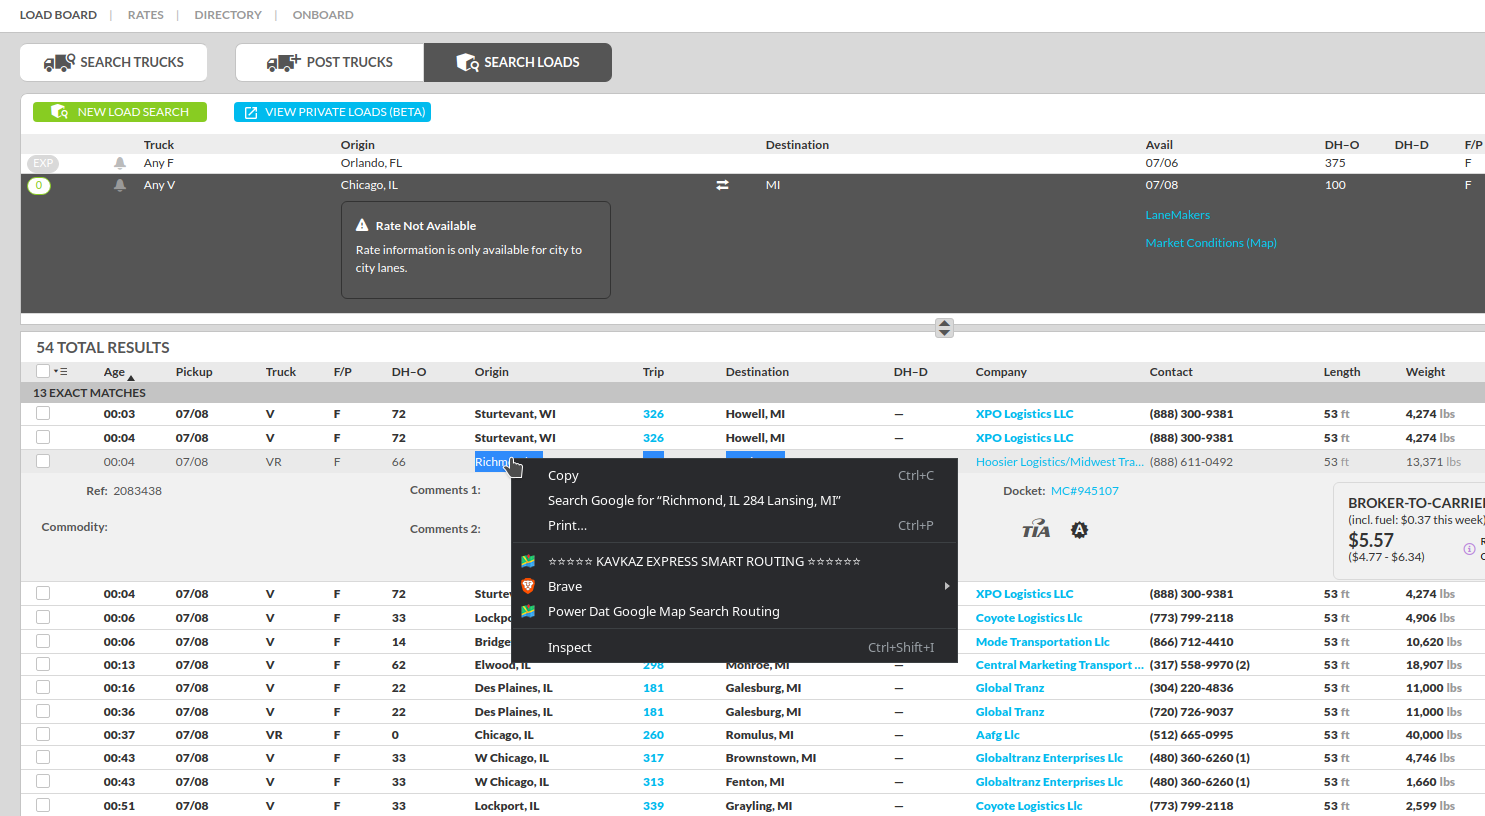 LOAD BOARD | RATES | DIRECTORY | ONBOARD
SEARCH TRUCKS POST TRUCKS SEARCH LOADS
NEW LOAD SEARCH VIEW PRIVATE LOADS (BETA)
Truck Origin Destination Avail DH–O DH–D F/P
EXP Any F Orlando, FL 07/06 375 F
0 Any V Chicago, IL MI 07/08 100 F
LaneMakers
Rate Not Available
Market Conditions (Map)
Rate information is only available for city to
city lanes.
54 TOTAL RESULTS
Age Pickup Truck F/P DH–O Origin Trip Destination DH–D Company Contact Length Weight
13 EXACT MATCHES
00:03 07/08 V F 72 Sturtevant, WI 326 Howell, MI – XPO Logistics LLC (888) 300-9381 53 ft 4,274 lbs
00:04 07/08 V F 72 Sturtevant, WI 326 Howell, MI – XPO Logistics LLC (888) 300-9381 53 ft 4,274 lbs
00:04 07/08 VR F 66 Richm Hoosier Logistics/Midwest Tra... (888) 611-0492 53 ft 13,371 lbs
Copy Ctrl+C
Search Google for “Richmond, IL 284 Lansing, MI”
Print... Ctrl+P
☆☆☆☆☆ KAVKAZ EXPRESS SMART ROUTING ☆☆☆☆☆☆
Brave
Power Dat Google Map Search Routing
Inspect Ctrl+Shift+I
Ref: 2083438 Comments 1: Docket: MC#945107
Commodity: Comments 2: TIA A
BROKER-TO-CARRIE
(incl. fuel: $0.37 this week)
$5.57
($4.77 - $6.34)
00:04 07/08 V F 72 Sturte XPO Logistics LLC (888) 300-9381 53 ft 4,274 lbs
00:06 07/08 V F 33 Lockpo Coyote Logistics Llc (773) 799-2118 53 ft 4,906 lbs
00:06 07/08 V F 14 Bridge Mode Transportation Llc (866) 712-4410 53 ft 10,620 lbs
00:13 07/08 V F 62 Elwood, IL 298 Monroe, MI – Central Marketing Transport ... (317) 558-9970 (2) 53 ft 18,907 lbs
00:16 07/08 V F 22 Des Plaines, IL 181 Galesburg, MI – Global Tranz (304) 220-4836 53 ft 11,000 lbs
00:36 07/08 V F 22 Des Plaines, IL 181 Galesburg, MI – Global Tranz (720) 726-9037 53 ft 11,000 lbs
00:37 07/08 VR F 0 Chicago, IL 260 Romulus, MI – Aafg Llc (512) 665-0995 53 ft 40,000 lbs
00:43 07/08 V F 33 W Chicago, IL 317 Brownstown, MI – Globaltranz Enterprises Llc (480) 360-6260 (1) 53 ft 4,746 lbs
00:43 07/08 V F 33 W Chicago, IL 313 Fenton, MI – Globaltranz Enterprises Llc (480) 360-6260 (1) 53 ft 1,660 lbs
00:51 07/08 V F 33 Lockport, IL 339 Grayling, MI – Coyote Logistics Llc (773) 799-2118 53 ft 2,599 lbs